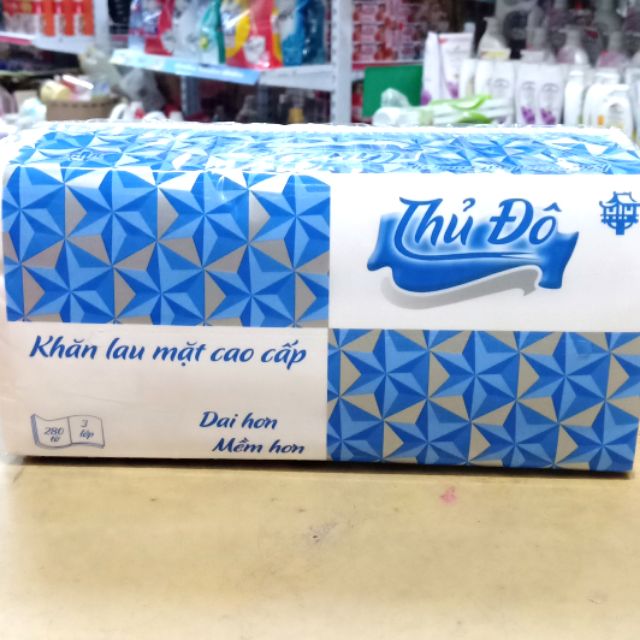 Thủ Đô
Khăn lau mặt cao cấp
280 tờ
3 lớp
Dai hơn
Mềm hơn